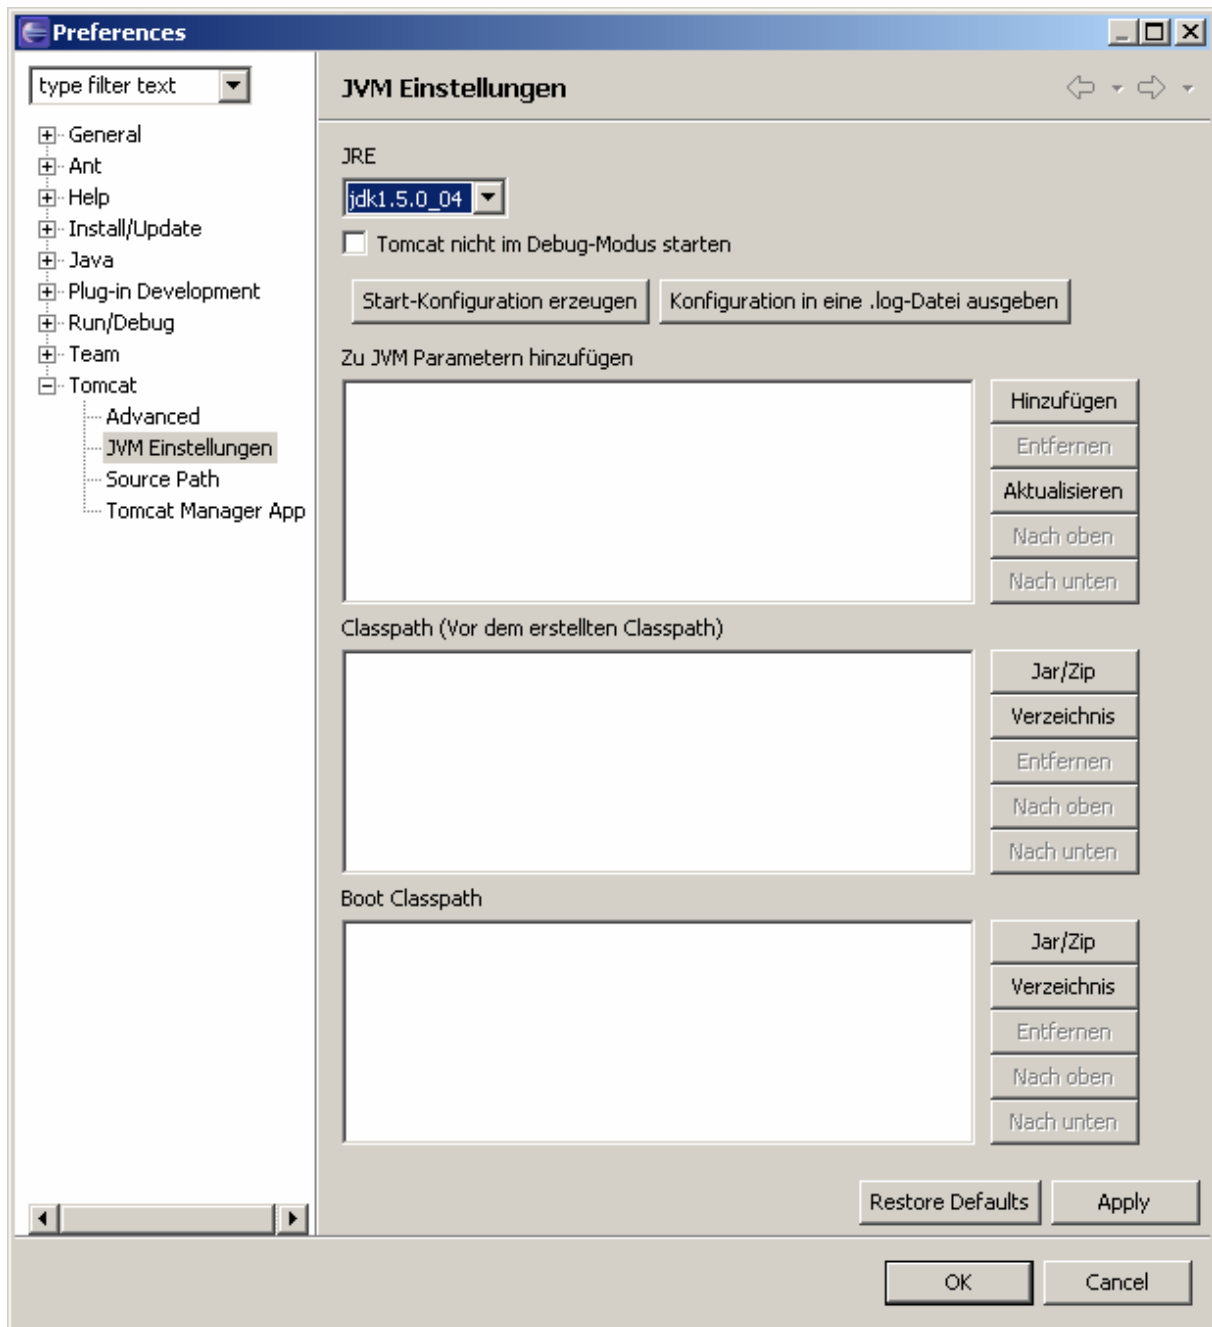 Preferences
type filter text
JVM Einstellungen
General
Ant
Help
Install/Update
Java
Plug-in Development
Run/Debug
Team
Tomcat
Advanced
JVM Einstellungen
Source Path
Tomcat Manager App
JRE
jdk1.5.0_04
Tomcat nicht im Debug-Modus starten
Start-Konfiguration erzeugen
Konfiguration in eine .log-Datei ausgeben
Zu JVM Parametern hinzufügen
Hinzufügen
Entfernen
Aktualisieren
Nach oben
Nach unten
Classpath (Vor dem erstellten Classpath)
Jar/Zip
Verzeichnis
Entfernen
Nach oben
Nach unten
Boot Classpath
Jar/Zip
Verzeichnis
Entfernen
Nach oben
Nach unten
Restore Defaults
Apply
OK
Cancel